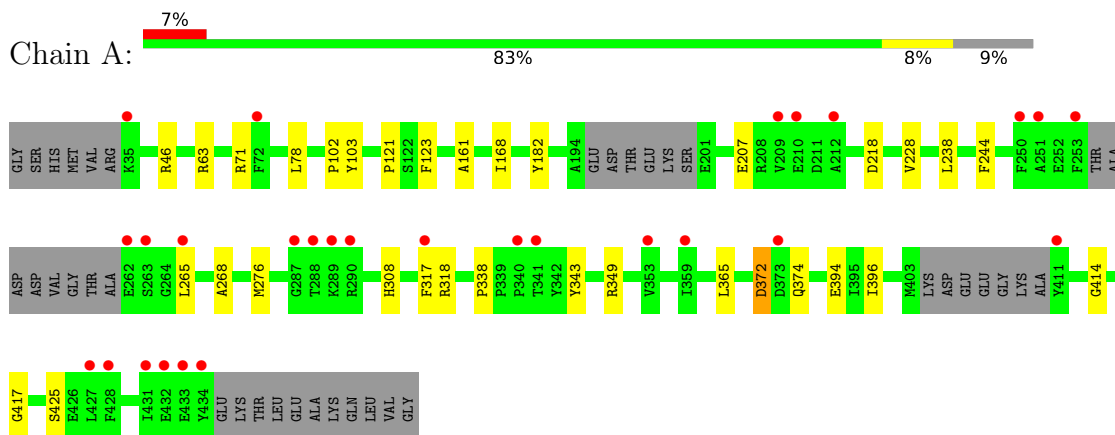 7%
Chain A:
83% 8% 9%
GLY SER HIS MET VAL ARG K35 R46 R63 R71 F72 L78 P102 Y103 P121 S122 F123 A161 I168 Y182 A194 GLU ASP THR GLU LYS SER E201 E207 R208 V209 E210 D211 A212 D218 V228 L238 F244 F250 A251 E252 F253 THR ALA
ASP ASP VAL GLY THR ALA E262 S263 G264 L265 A268 M276 G287 T288 K289 R290 H308 F317 R318 P338 P339 P340 T341 Y342 Y343 R349 V353 I359 L365 D372 D373 Q374 E394 I395 I396 M403 LYS ASP GLU GLU GLY LYS ALA Y411 G414
G417 S425 E426 L427 F428 I431 E432 E433 Y434 GLU LYS THR LEU GLU ALA LYS GLN LEU VAL GLY